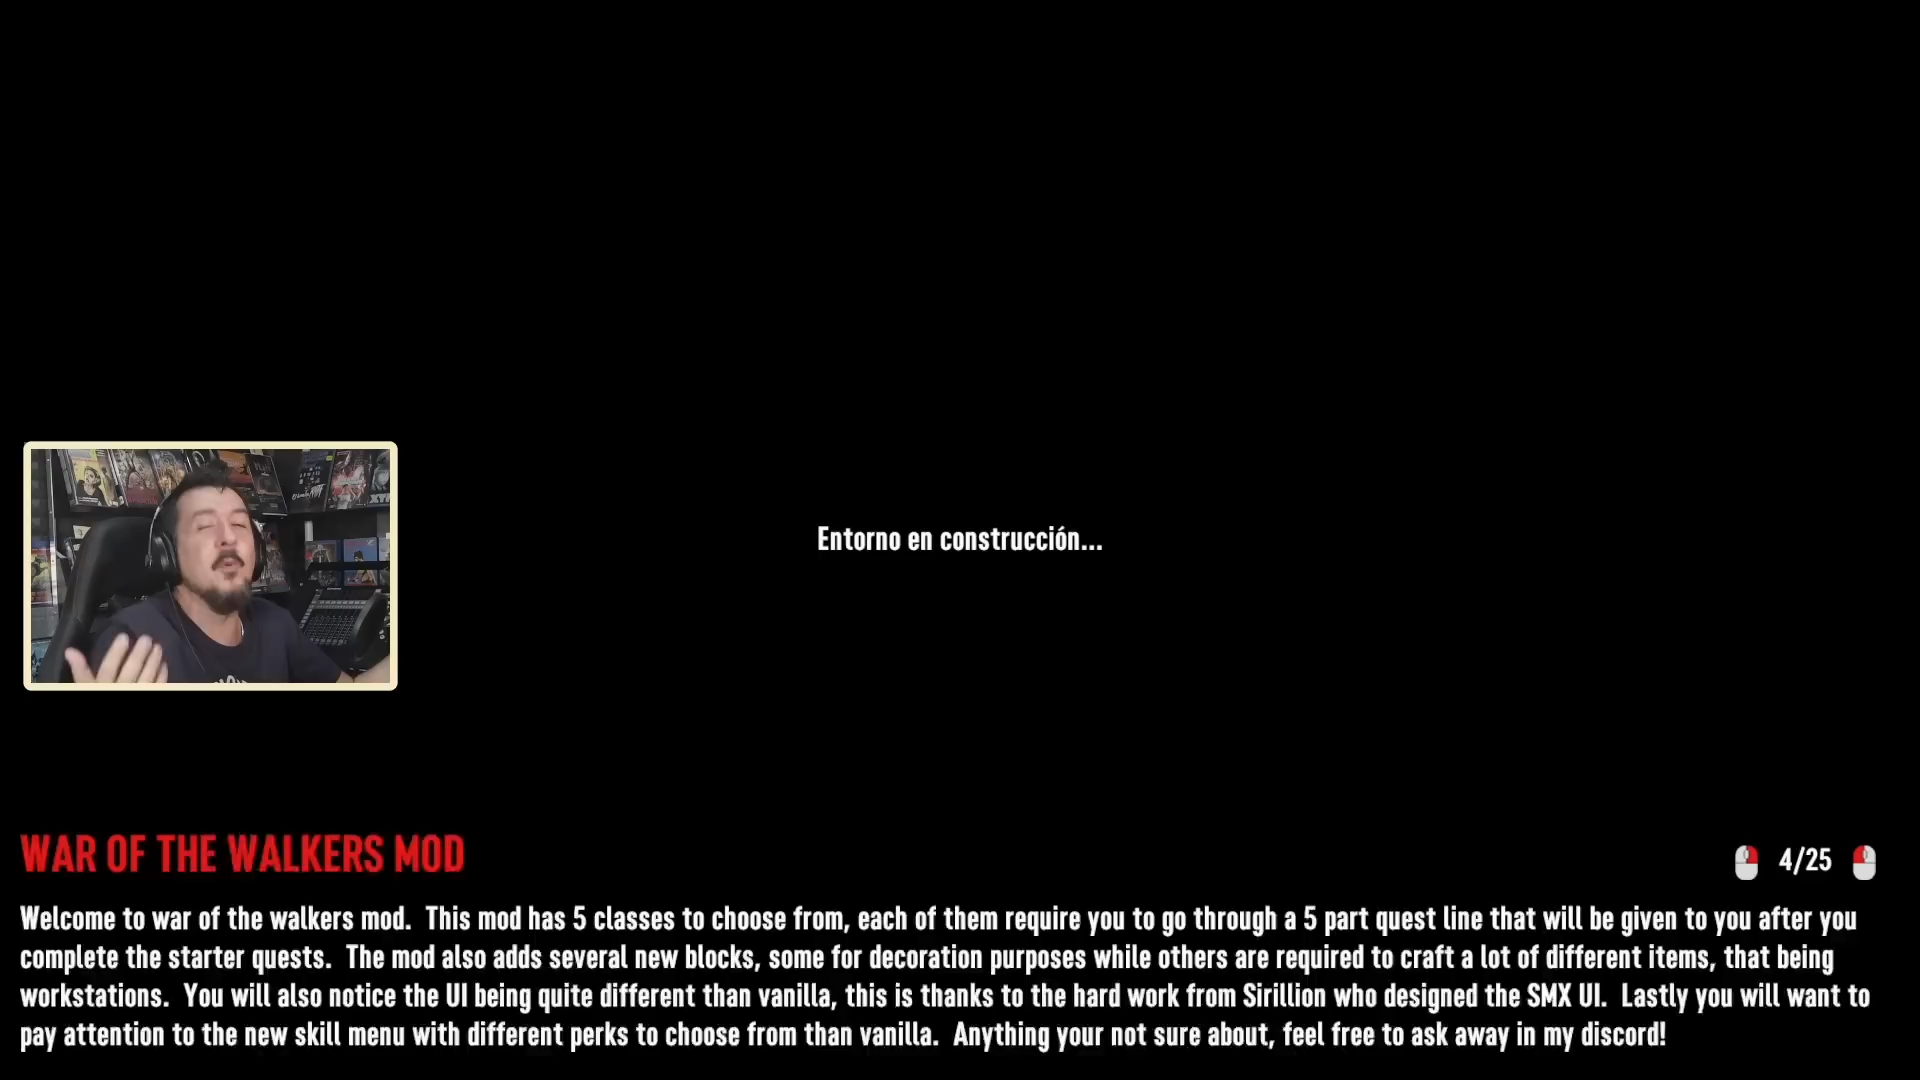 Entorno en construcción...
WAR OF THE WALKERS MOD
4/25
Welcome to war of the walkers mod.  This mod has 5 classes to choose from, each of them require you to go through a 5 part quest line that will be given to you after you
complete the starter quests.  The mod also adds several new blocks, some for decoration purposes while others are required to craft a lot of different items, that being
workstations.  You will also notice the UI being quite different than vanilla, this is thanks to the hard work from Sirillion who designed the SMX UI.  Lastly you will want to
pay attention to the new skill menu with different perks to choose from than vanilla.  Anything your not sure about, feel free to ask away in my discord!